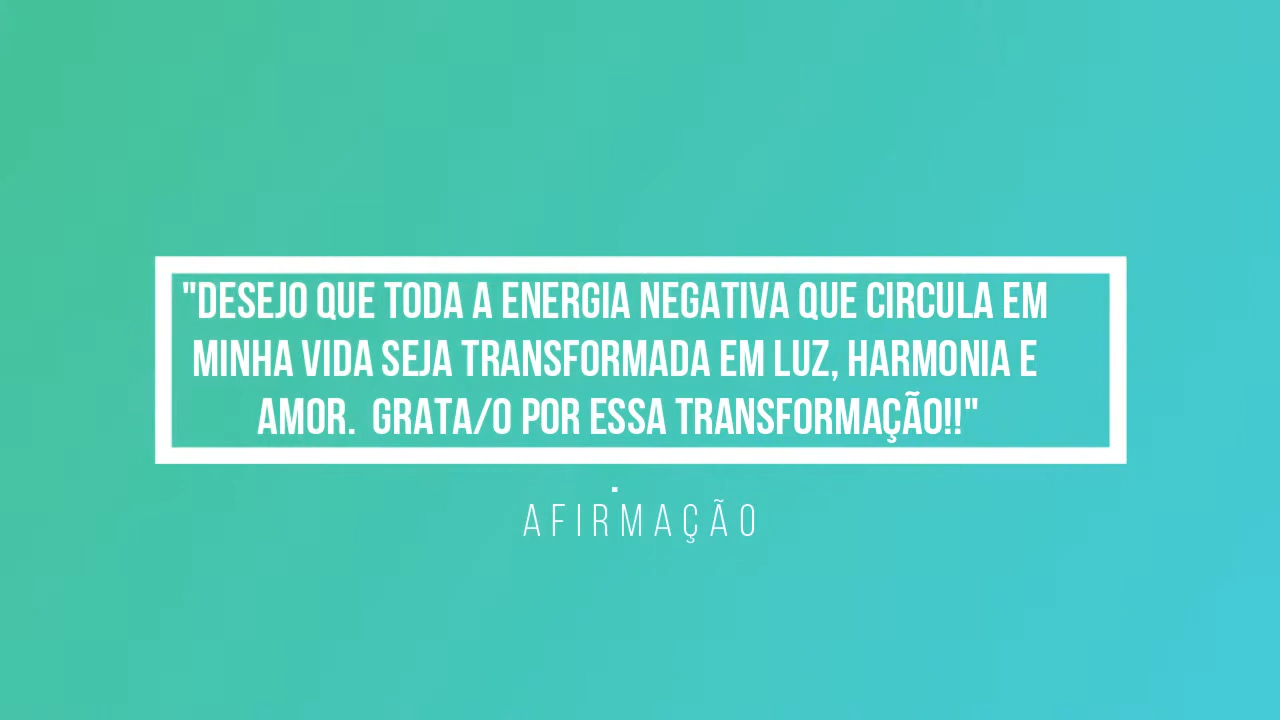 "DESEJO QUE TODA A ENERGIA NEGATIVA QUE CIRCULA EM
MINHA VIDA SEJA TRANSFORMADA EM LUZ, HARMONIA E
AMOR.  GRATA/O POR ESSA TRANSFORMAÇÃO!!"
.
AFIRMAÇÃO